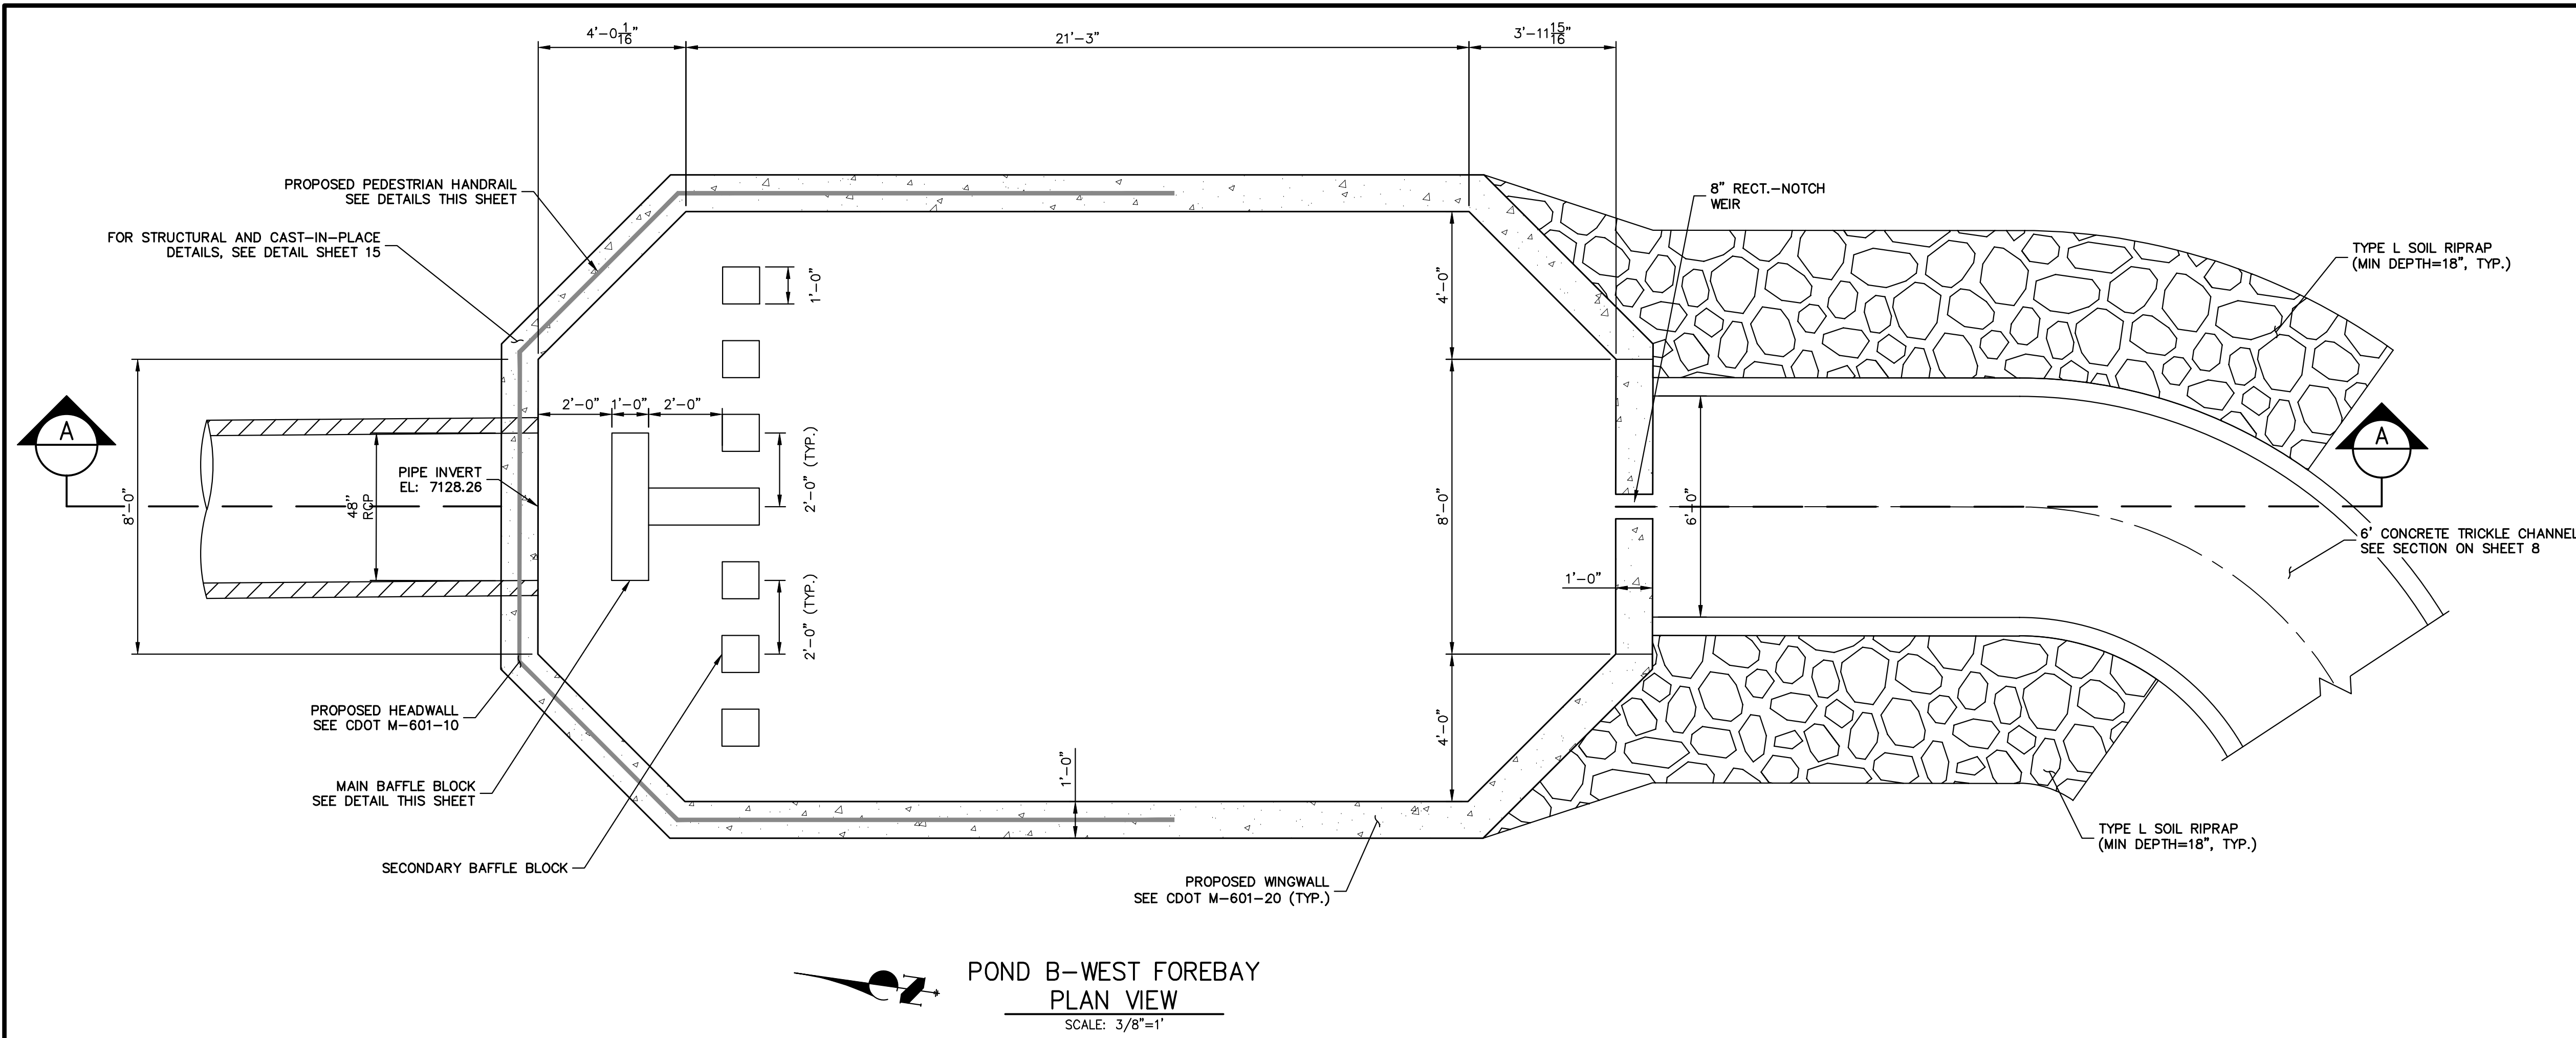 4'-0 1/16"
21'-3"
3'-11 15/16"
PROPOSED PEDESTRIAN HANDRAIL
SEE DETAILS THIS SHEET
8" RECT.-NOTCH
WEIR
FOR STRUCTURAL AND CAST-IN-PLACE
DETAILS, SEE DETAIL SHEET 15
TYPE L SOIL RIPRAP
(MIN DEPTH=18", TYP.)
1'-0"
4'-0"
2'-0"
1'-0"
2'-0"
A
A
2'-0" (TYP.)
PIPE INVERT
EL: 7128.26
8'-0"
48"
RCP
8'-0"
6'-0"
6' CONCRETE TRICKLE CHANNEL
SEE SECTION ON SHEET 8
1'-0"
2'-0" (TYP.)
PROPOSED HEADWALL
SEE CDOT M-601-10
4'-0"
1'-0"
MAIN BAFFLE BLOCK
SEE DETAIL THIS SHEET
TYPE L SOIL RIPRAP
(MIN DEPTH=18", TYP.)
SECONDARY BAFFLE BLOCK
PROPOSED WINGWALL
SEE CDOT M-601-20 (TYP.)
N
POND B-WEST FOREBAY
PLAN VIEW
SCALE: 3/8"=1'